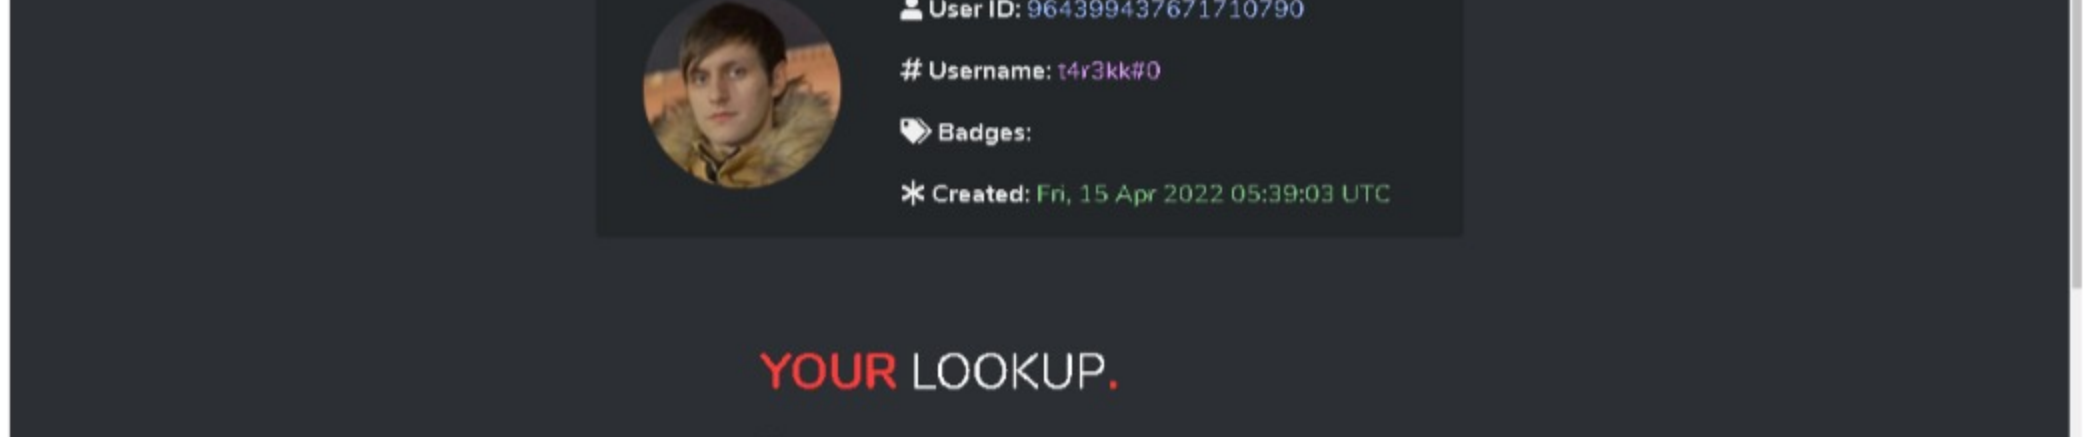 User ID: 964399437671710790
# Username: t4r3kk#0
Badges:
Created: Fri, 15 Apr 2022 05:39:03 UTC
YOUR LOOKUP.